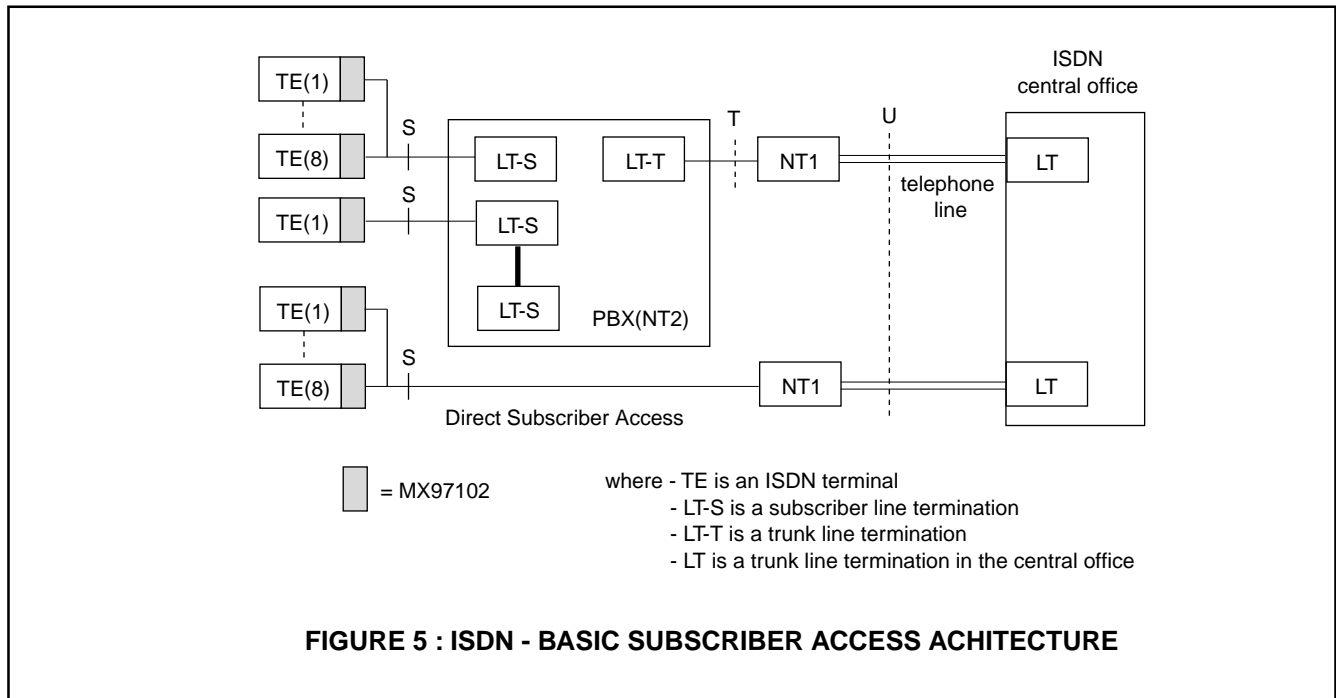 ISDN
central office
TE(1)
S
T
U
TE(8)
LT-S
LT-T
NT1
LT
telephone
line
S
TE(1)
LT-S
TE(1)
LT-S
PBX(NT2)
S
TE(8)
NT1
LT
Direct Subscriber Access
= MX97102
where - TE is an ISDN terminal
- LT-S is a subscriber line termination
- LT-T is a trunk line termination
- LT is a trunk line termination in the central office
FIGURE 5 : ISDN - BASIC SUBSCRIBER ACCESS ACHITECTURE